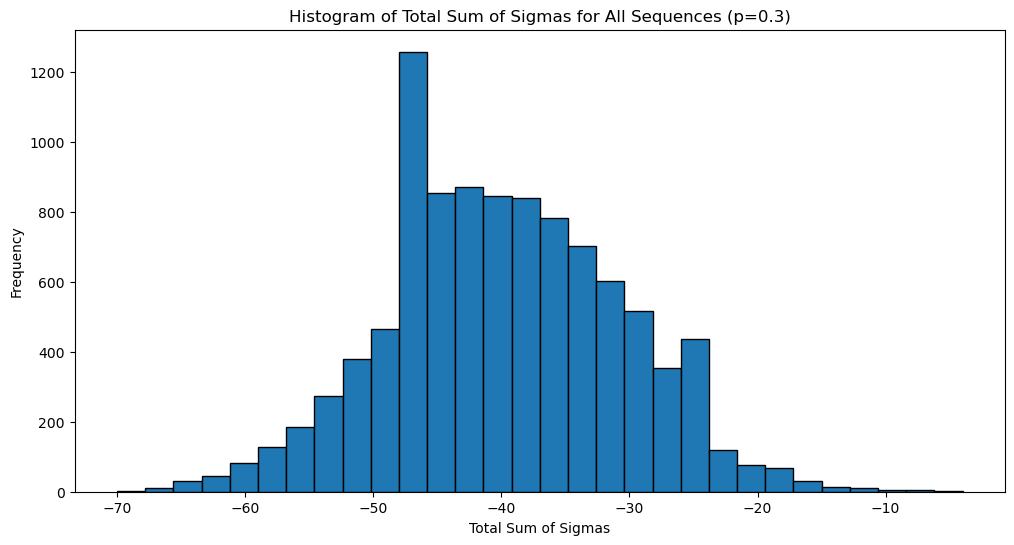 Histogram of Total Sum of Sigmas for All Sequences (p=0.3)
1200
1000
800
600
400
200
0
Frequency
−70 −60 −50 −40 −30 −20 −10
Total Sum of Sigmas